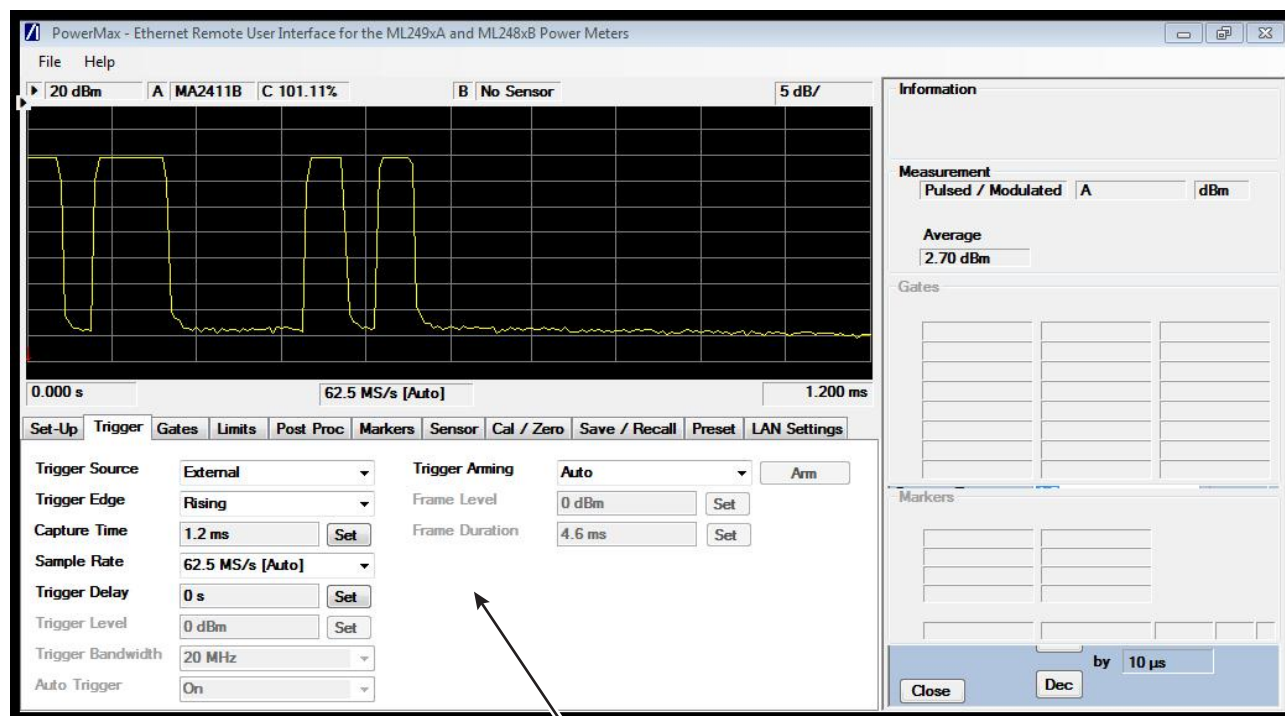 PowerMax - Ethernet Remote User Interface for the ML249xA and ML248xB Power Meters
File Help
20 dBm A MA2411B C 101.11% B No Sensor 5 dB/
0.000 s 62.5 MS/s [Auto] 1.200 ms
Set-Up Trigger Gates Limits Post Proc Markers Sensor Cal / Zero Save / Recall Preset LAN Settings
Trigger Source External Trigger Arming Auto Arm
Trigger Edge Rising Frame Level 0 dBm Set
Capture Time 1.2 ms Set Frame Duration 4.6 ms Set
Sample Rate 62.5 MS/s [Auto]
Trigger Delay 0 s Set
Trigger Level 0 dBm Set
Trigger Bandwidth 20 MHz
Auto Trigger On
Information
Measurement
Pulsed / Modulated A dBm
Average
2.70 dBm
Gates
Markers
by 10 µs
Close Dec